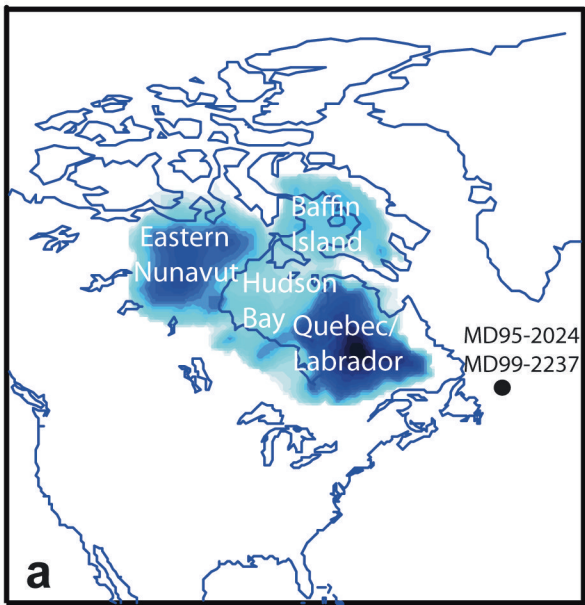 Baffin
Island
Eastern
Nunavut
Hudson
Bay
Quebec/
Labrador
MD95-2024
MD99-2237
a